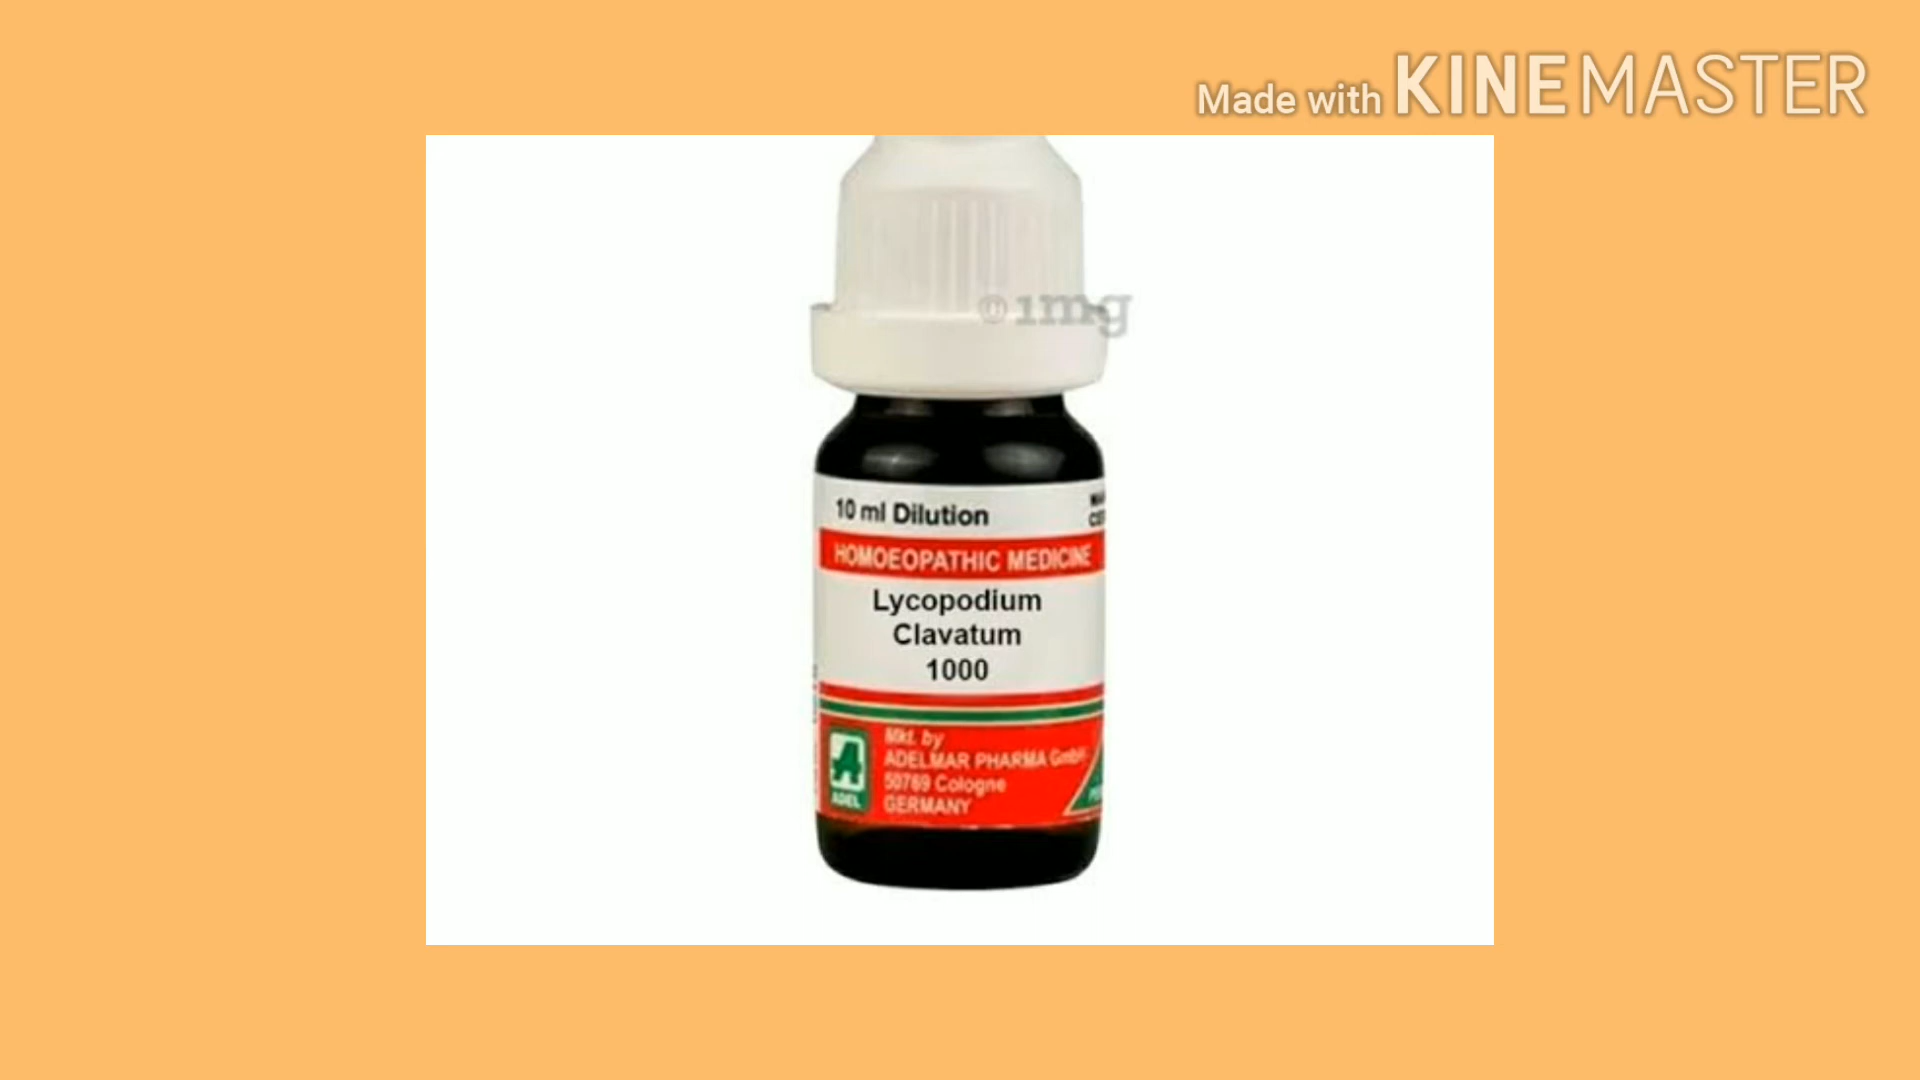 Made with KINEMASTER
1mg
10 ml Dilution
HOMOEOPATHIC MEDICINE
Lycopodium
Clavatum
1000
Mkt. by
ADELMAR PHARMA GmbH
50769 Cologne
GERMANY
ADEL